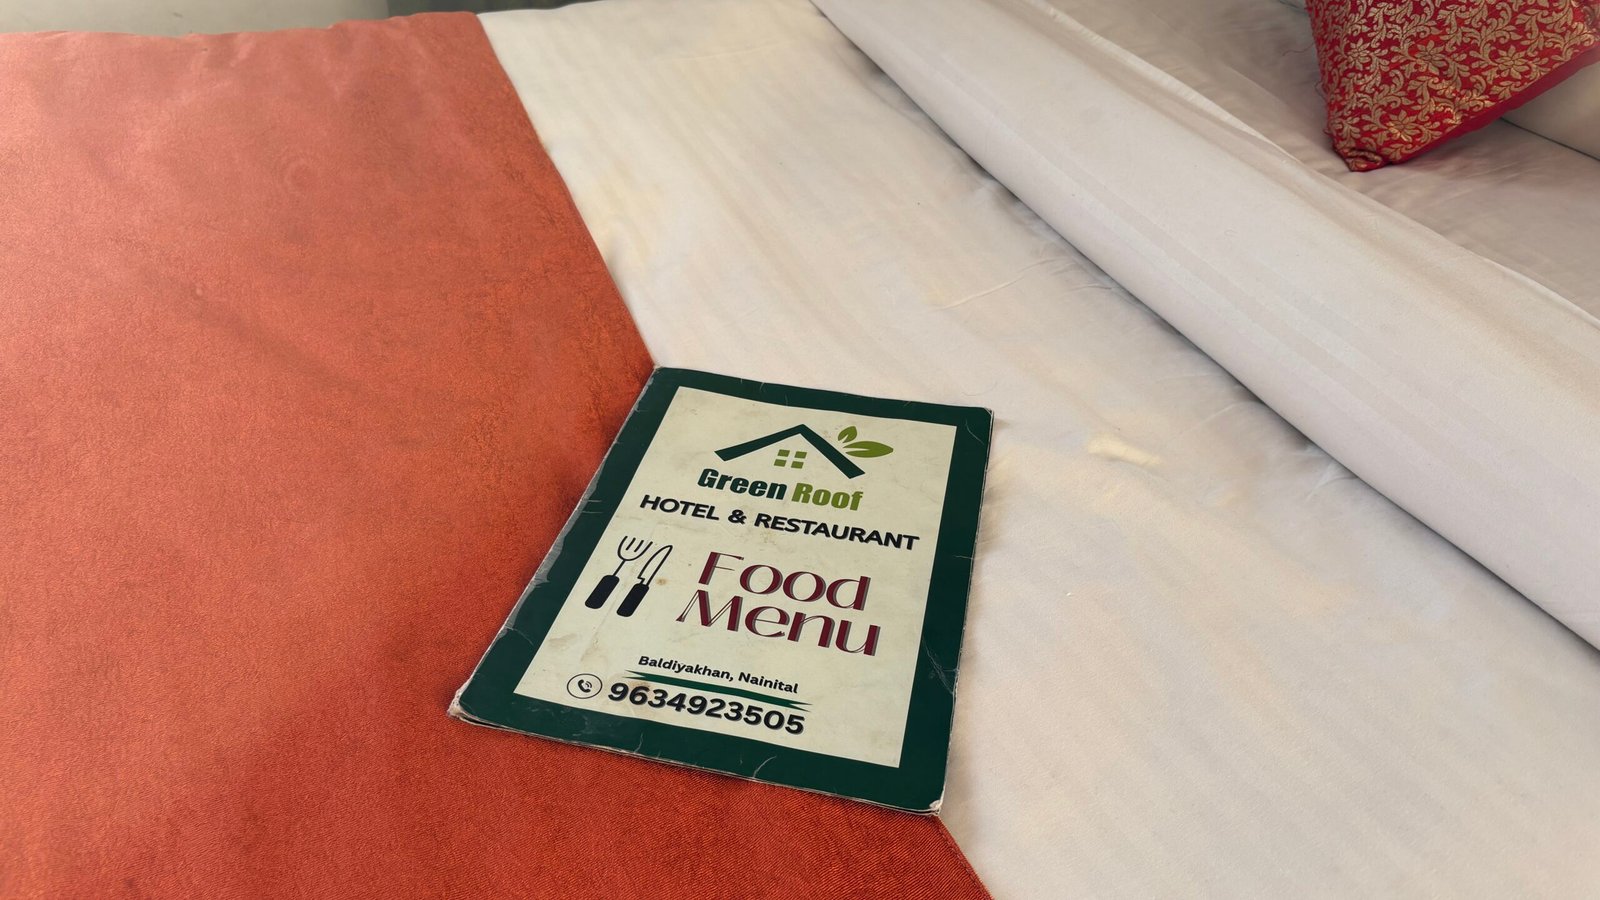 Green Roof
HOTEL & RESTAURANT
Food
Menu
Baldiyakhan, Nainital
9634923505